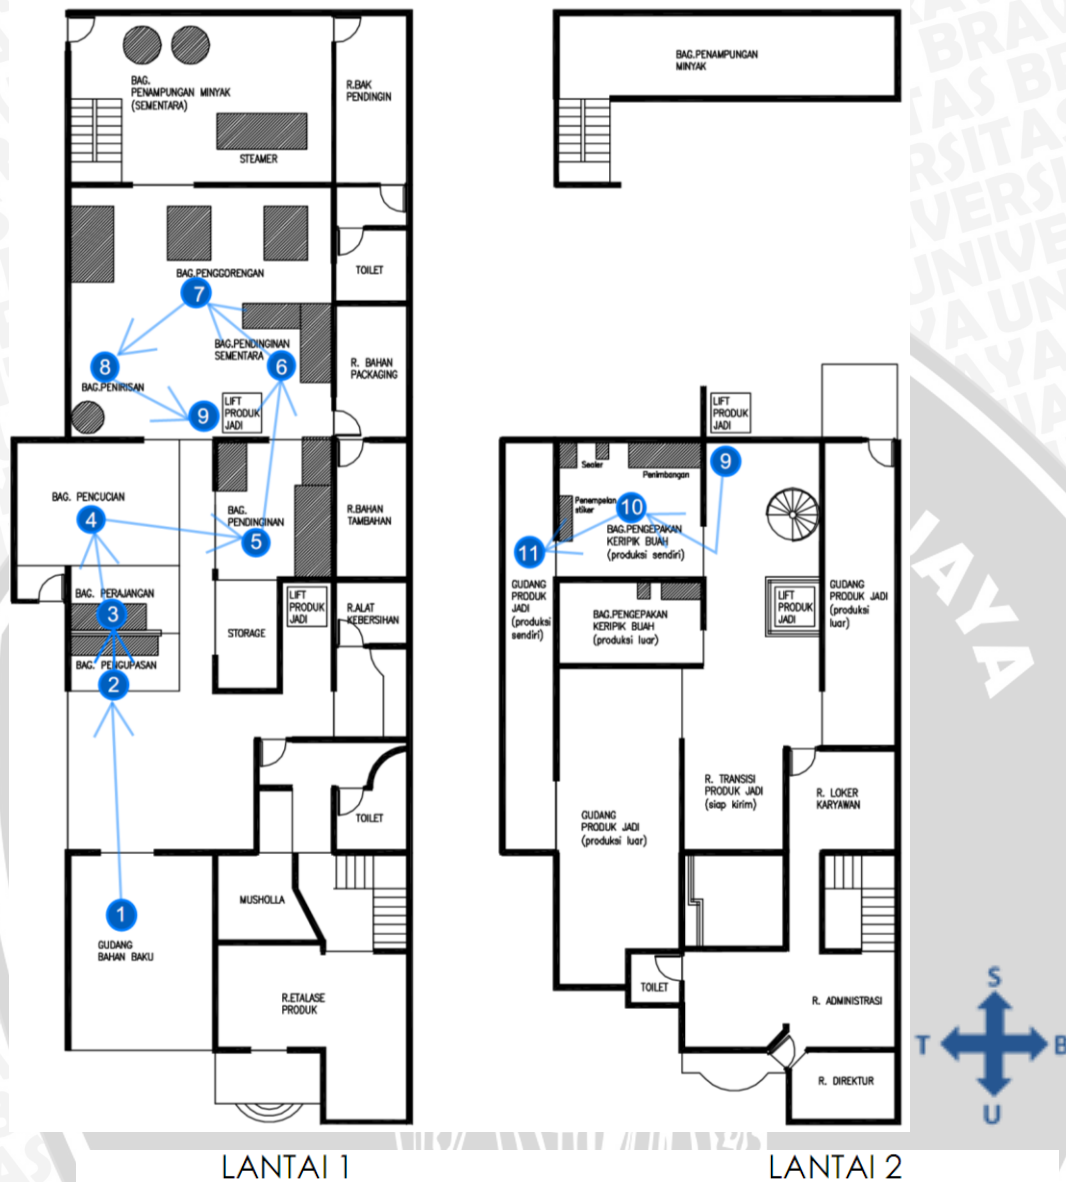 BAG.
PENAMPUNGAN MINYAK
(SEMENTARA)
R.BAK
PENDINGIN
STEAMER
BAG.PENGGORENGAN
7
TOILET
BAG.PENDINGINAN
SEMENTARA
6
8
BAG.PENIRISAN
R. BAHAN
PACKAGING
9
LIFT
PRODUK
JADI
BAG. PENCUCIAN
4
BAG.
PENDINGINAN
5
R.BAHAN
TAMBAHAN
BAG. PERAJANGAN
3
LIFT
PRODUK
JADI
R.ALAT
KEBERSIHAN
STORAGE
BAG. PENGUPASAN
2
TOILET
MUSHOLLA
1
GUDANG
BAHAN BAKU
R.ETALASE
PRODUK
LANTAI 1
BAG.PENAMPUNGAN
MINYAK
LIFT
PRODUK
JADI
Sealer
Penimbangan
9
Penempelan
stiker
10
BAG.PENGEPAKAN
KERIPIK BUAH
(produksi sendiri)
11
GUDANG
PRODUK
JADI
(produksi
sendiri)
BAG.PENGEPAKAN
KERIPIK BUAH
(produksi luar)
LIFT
PRODUK
JADI
GUDANG
PRODUK JADI
(produksi
luar)
R. TRANSISI
PRODUK JADI
(siap kirim)
R. LOKER
KARYAWAN
GUDANG
PRODUK JADI
(produksi luar)
TOILET
R. ADMINISTRASI
R. DIREKTUR
LANTAI 2
S
T
B
U